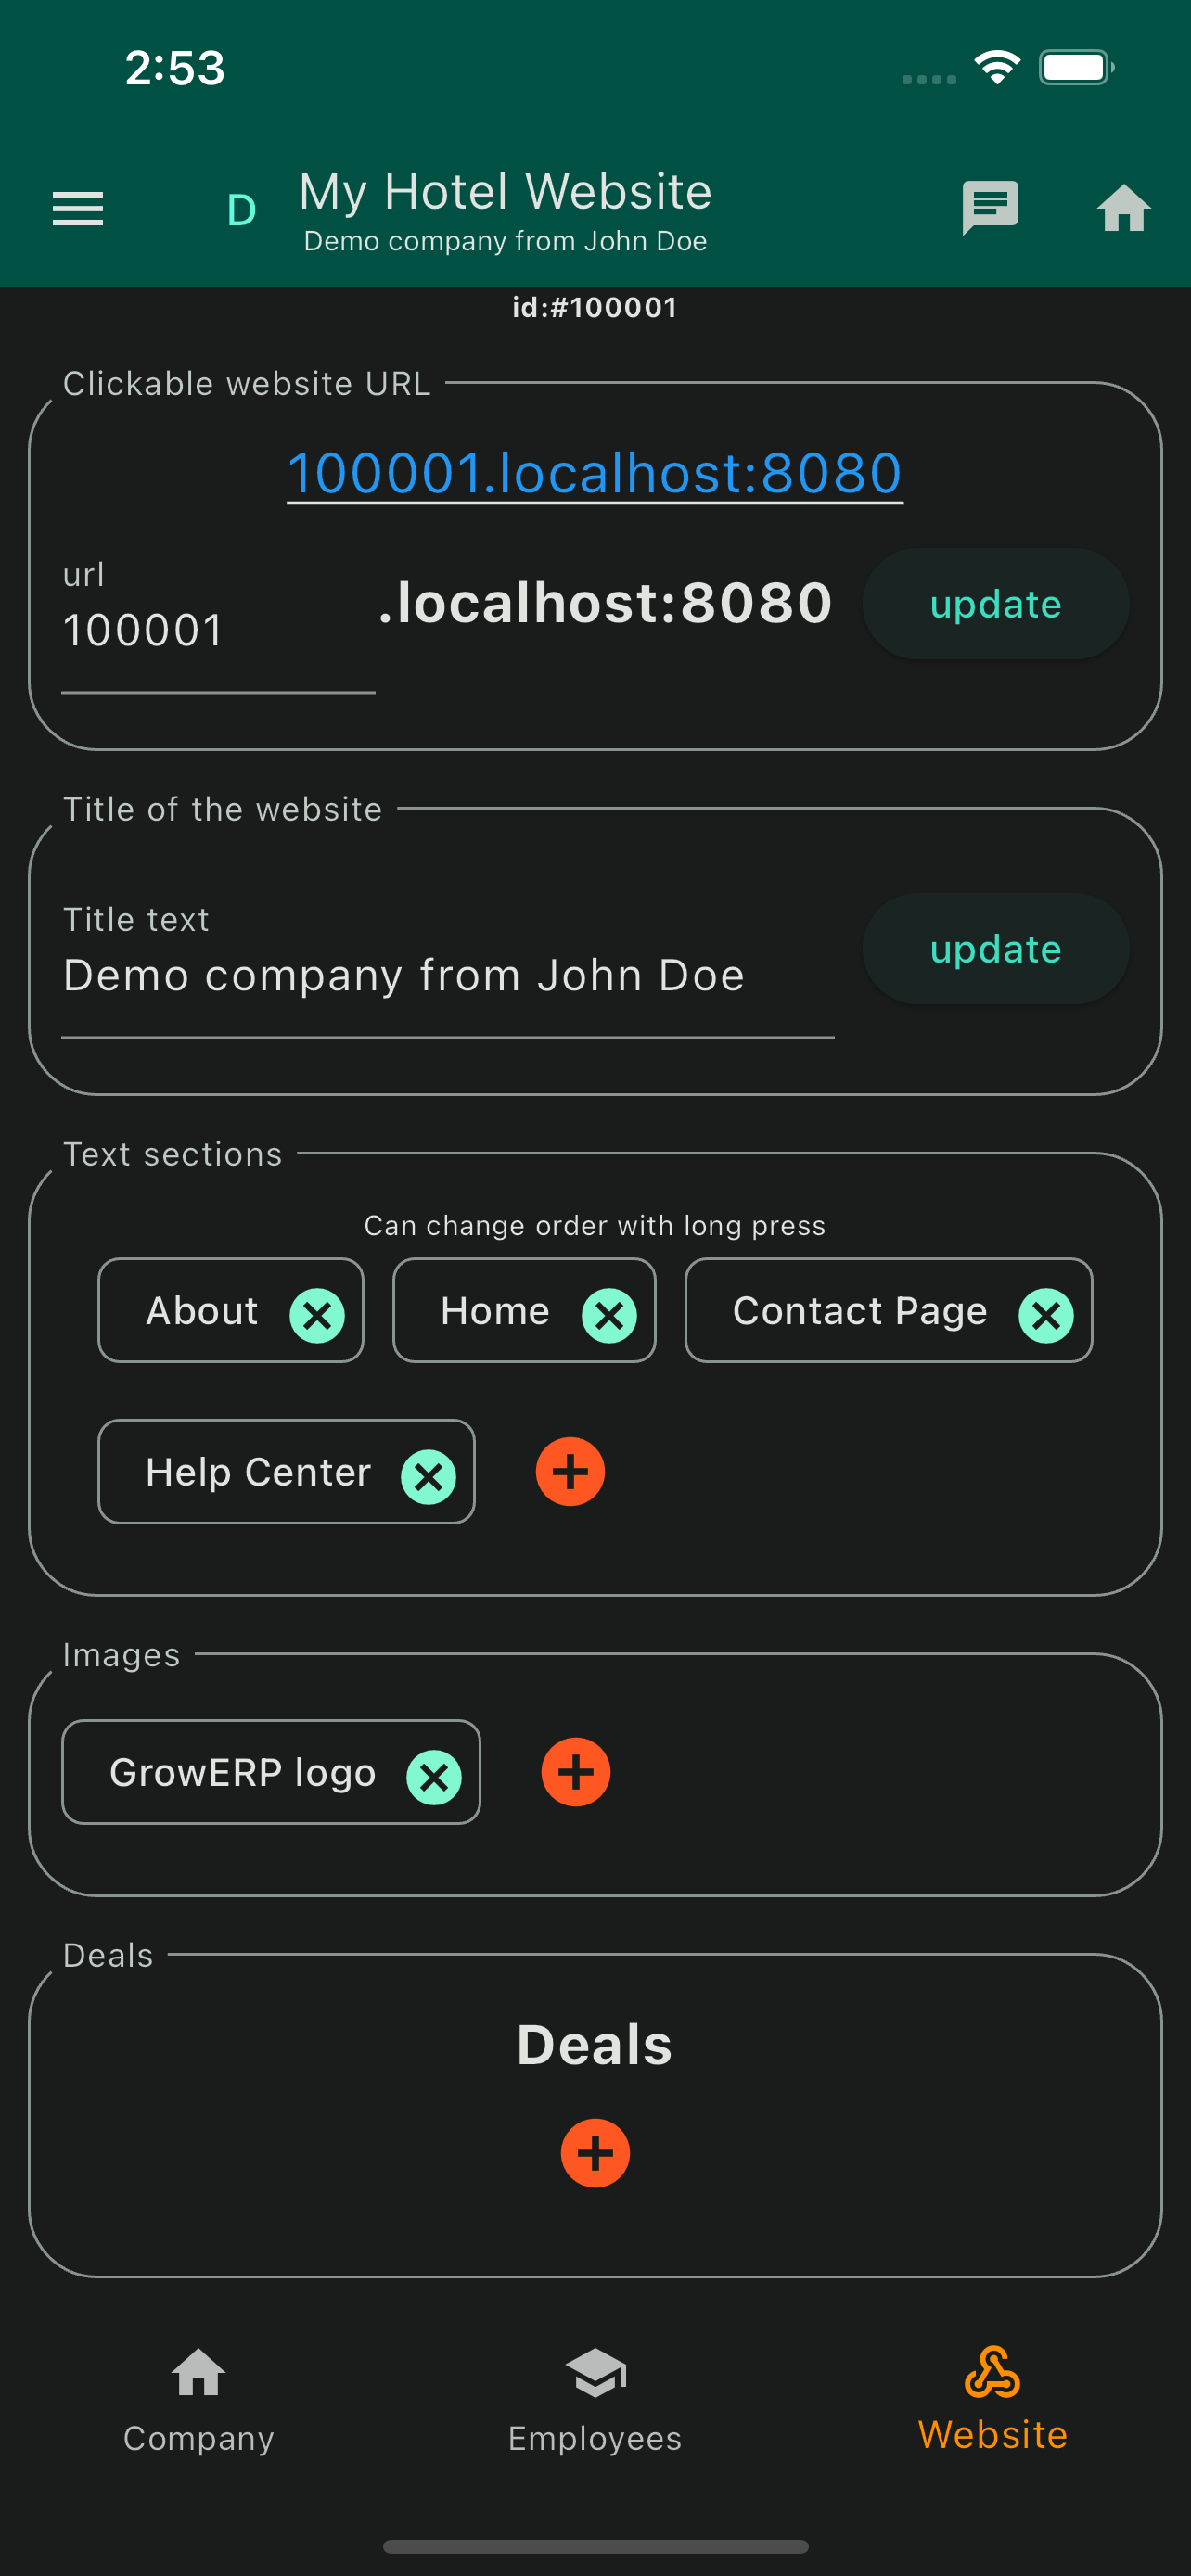 2:53
D
My Hotel Website
Demo company from John Doe
id:#100001
Clickable website URL
100001.localhost:8080
url
100001
.localhost:8080
update
Title of the website
Title text
Demo company from John Doe
update
Text sections
Can change order with long press
About
Home
Contact Page
Help Center
Images
GrowERP logo
Deals
Deals
Company
Employees
Website